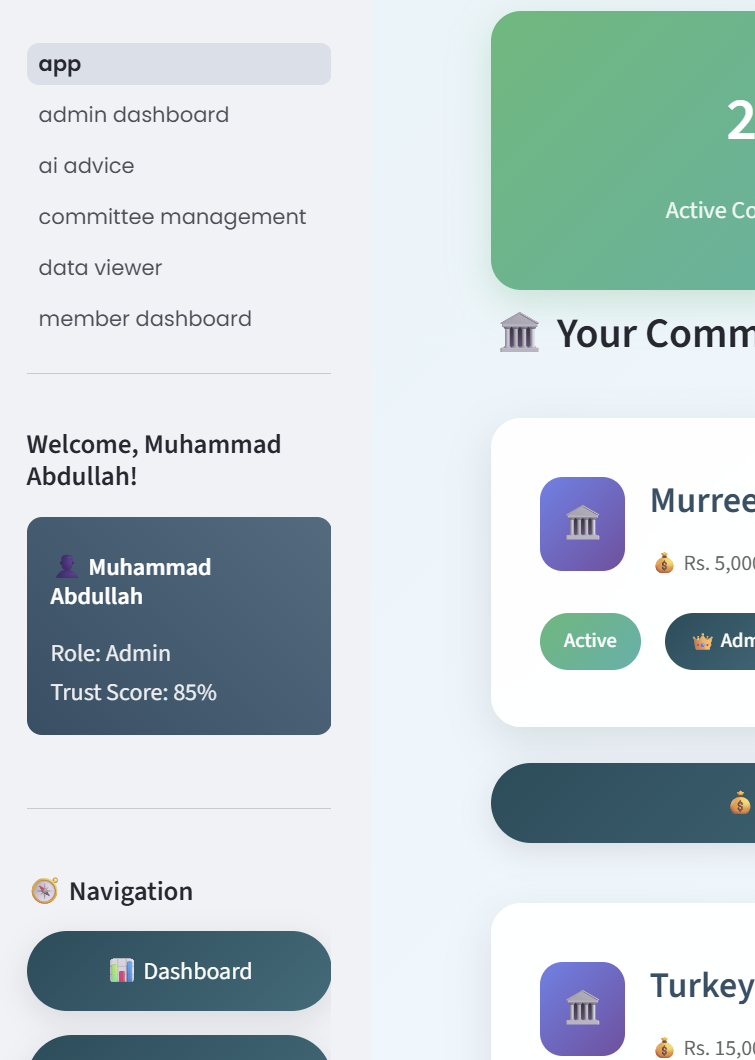 app
admin dashboard
ai advice
committee management
data viewer
member dashboard
Welcome, Muhammad
Abdullah!
Muhammad
Abdullah
Role: Admin
Trust Score: 85%
Navigation
Dashboard
2
Active Co
Your Comm
Murree
Rs. 5,000
Active
Adm
Turkey
Rs. 15,00